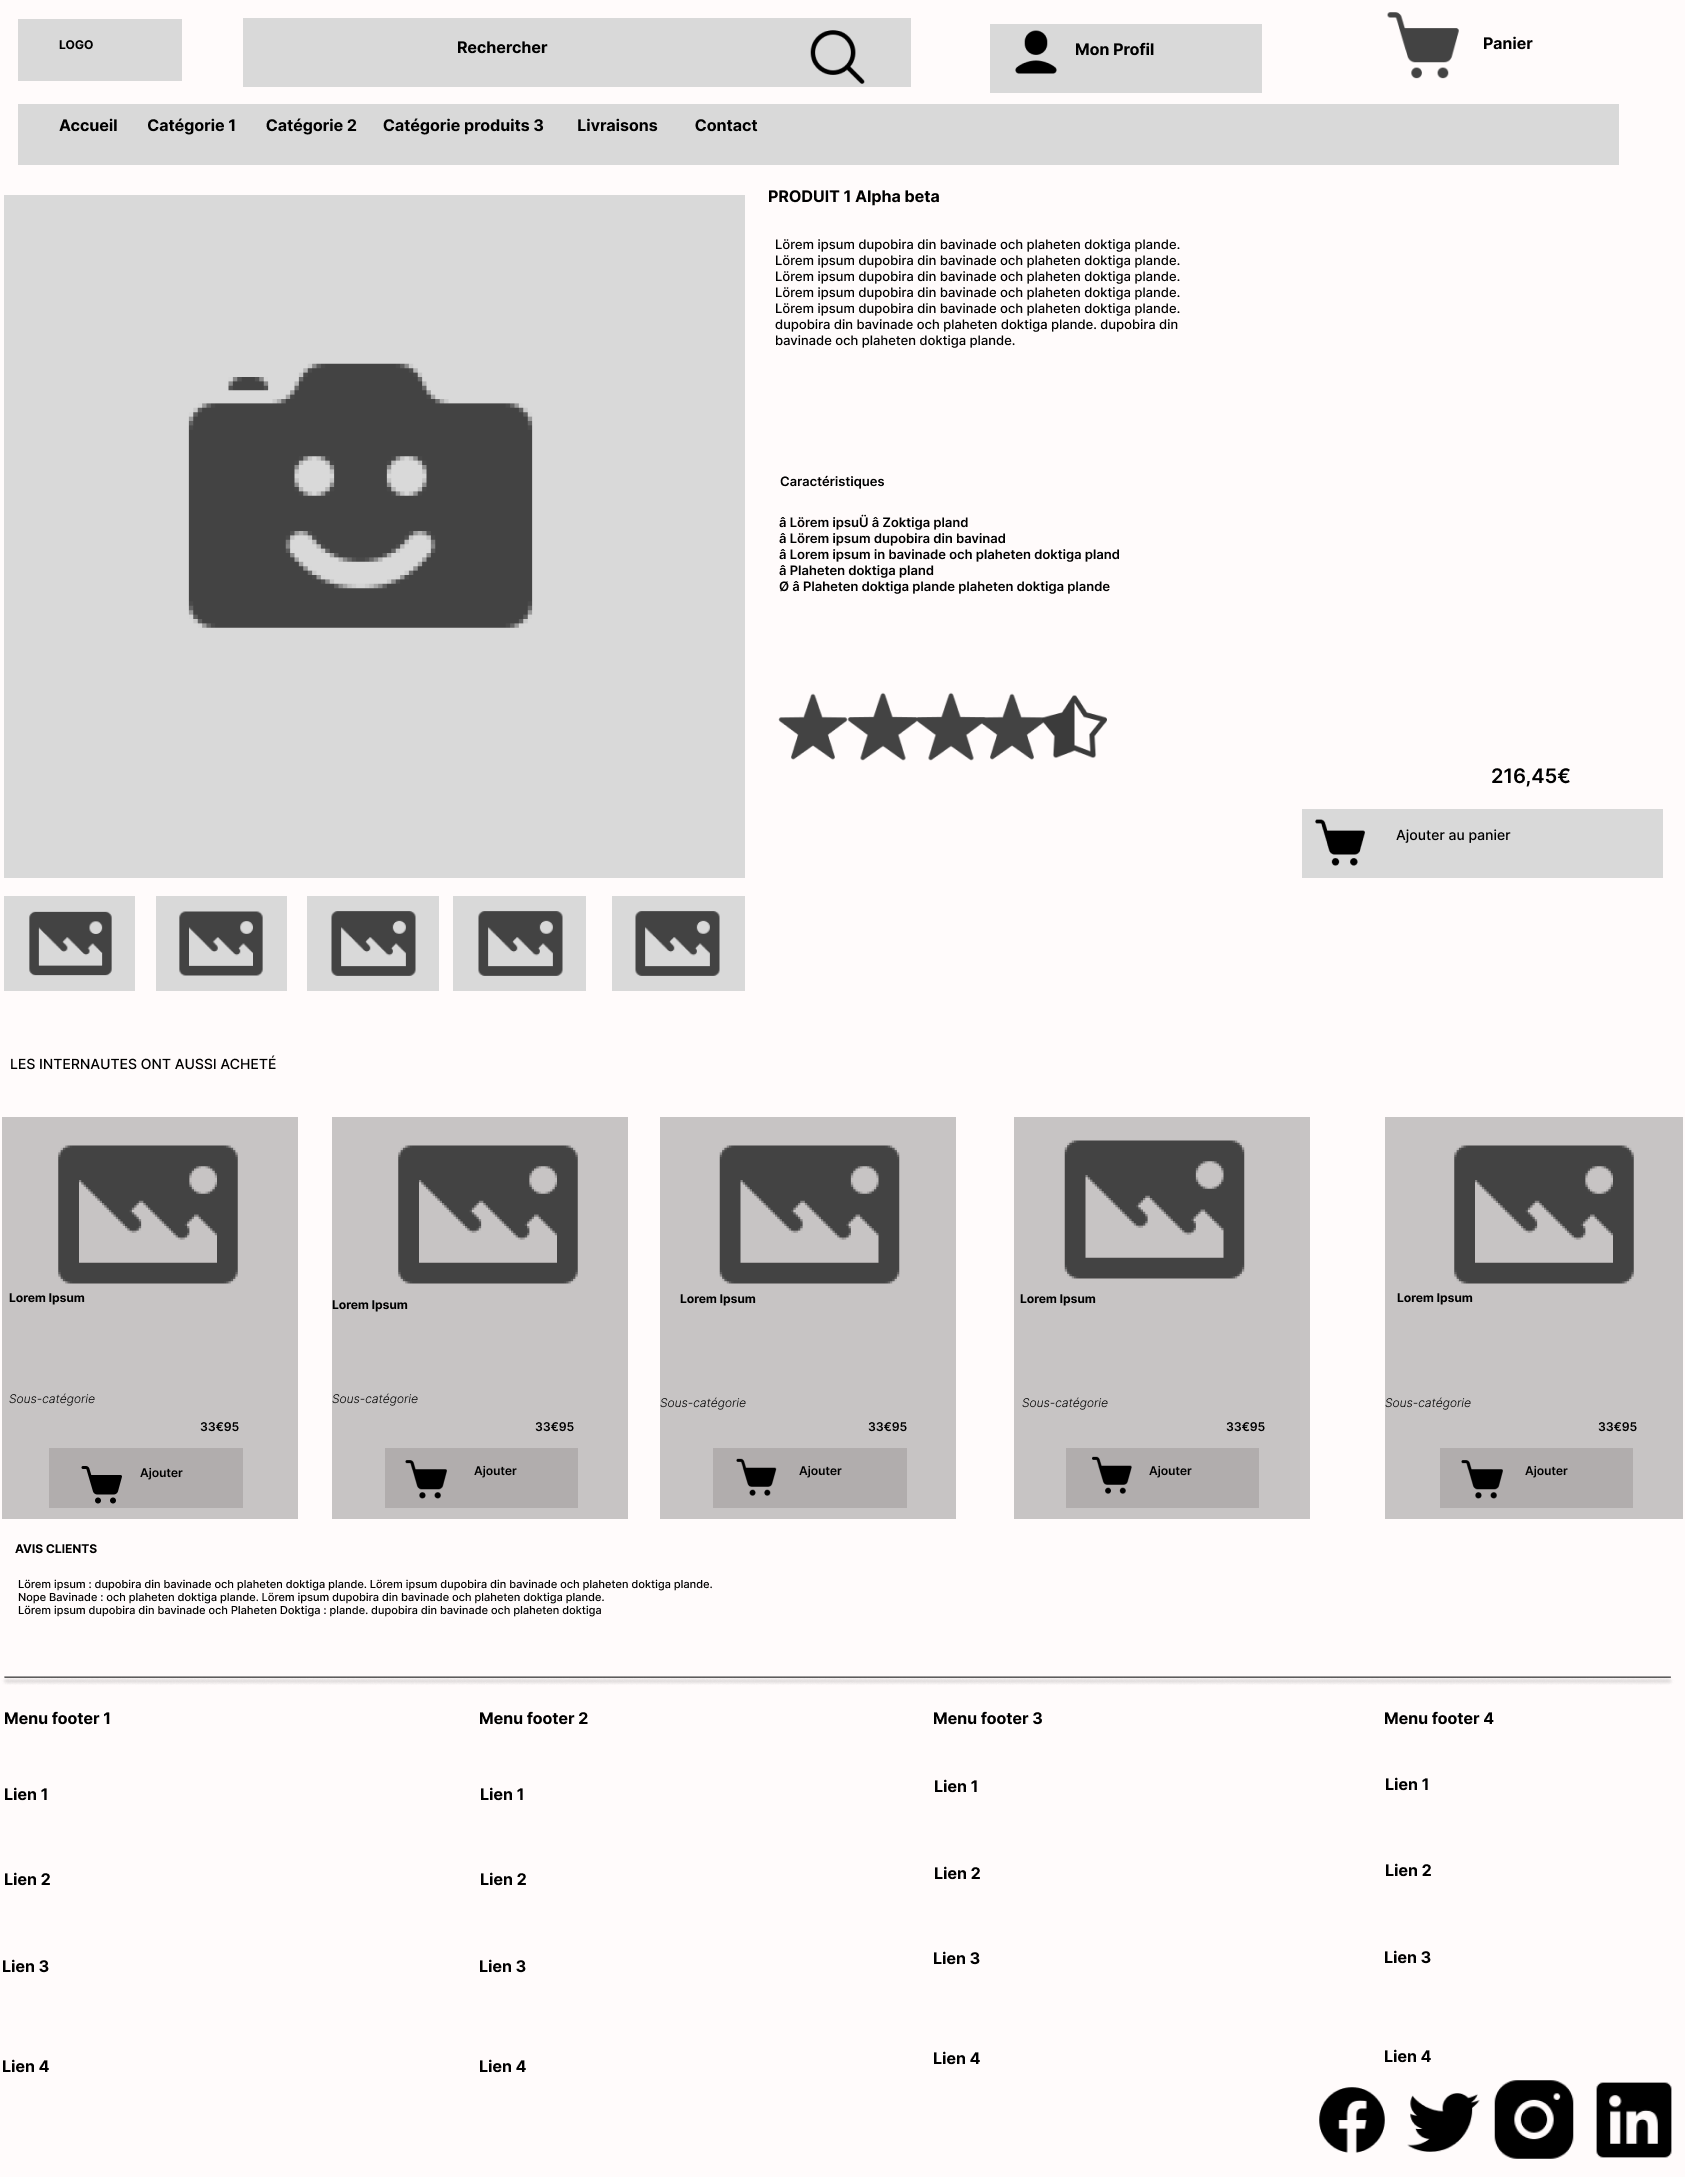 LOGO
Rechercher
Mon Profil
Panier
Accueil Catégorie 1 Catégorie 2 Catégorie produits 3 Livraisons Contact
PRODUIT 1 Alpha beta
Lörem ipsum dupobira din bavinade och plaheten doktiga plande.
Lörem ipsum dupobira din bavinade och plaheten doktiga plande.
Lörem ipsum dupobira din bavinade och plaheten doktiga plande.
Lörem ipsum dupobira din bavinade och plaheten doktiga plande.
Lörem ipsum dupobira din bavinade och plaheten doktiga plande.
dupobira din bavinade och plaheten doktiga plande. dupobira din
bavinade och plaheten doktiga plande.
Caractéristiques
â Lörem ipsuÜ â Zoktiga pland
â Lörem ipsum dupobira din bavinad
â Lorem ipsum in bavinade och plaheten doktiga pland
â Plaheten doktiga pland
Ø â Plaheten doktiga plande plaheten doktiga plande
216,45€
Ajouter au panier
LES INTERNAUTES ONT AUSSI ACHETÉ
Lorem Ipsum Lorem Ipsum Lorem Ipsum Lorem Ipsum Lorem Ipsum
Sous-catégorie Sous-catégorie Sous-catégorie Sous-catégorie Sous-catégorie
33€95 33€95 33€95 33€95 33€95
Ajouter Ajouter Ajouter Ajouter Ajouter
AVIS CLIENTS
Lörem ipsum : dupobira din bavinade och plaheten doktiga plande. Lörem ipsum dupobira din bavinade och plaheten doktiga plande.
Nope Bavinade : och plaheten doktiga plande. Lörem ipsum dupobira din bavinade och plaheten doktiga plande.
Lörem ipsum dupobira din bavinade och Plaheten Doktiga : plande. dupobira din bavinade och plaheten doktiga
Menu footer 1 Menu footer 2 Menu footer 3 Menu footer 4
Lien 1 Lien 1 Lien 1 Lien 1
Lien 2 Lien 2 Lien 2 Lien 2
Lien 3 Lien 3 Lien 3 Lien 3
Lien 4 Lien 4 Lien 4 Lien 4